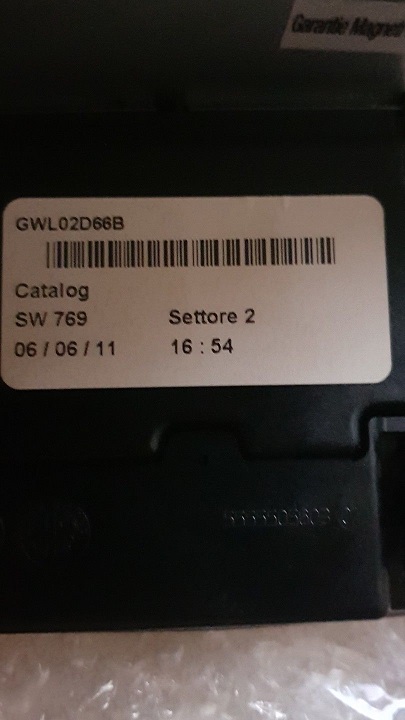 Garantie Magneti
GWL02D66B
Catalog
SW 769 Settore 2
06 / 06 / 11 16 : 54